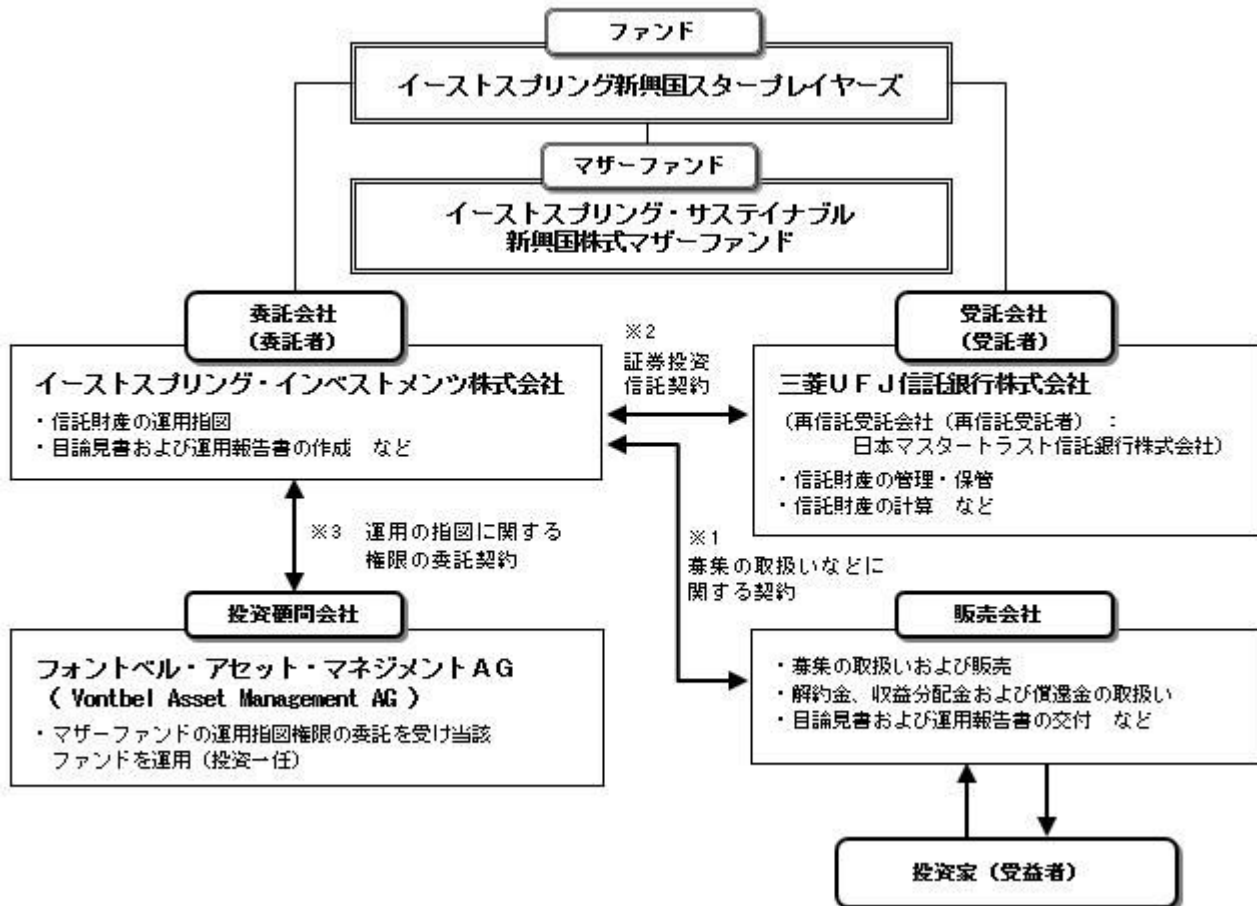 ファンド
イーストスプリング新興国スタープレイヤーズ
マザーファンド
イーストスプリング・サステイナブル
新興国株式マザーファンド
委託会社
(委託者)
イーストスプリング・インベストメンツ株式会社
・信託財産の運用指図
・目論見書および運用報告書の作成 など
※2
証券投資
信託契約
受託会社
(受託者)
三菱UFJ信託銀行株式会社
(再信託受託会社(再信託受託者) :
日本マスタートラスト信託銀行株式会社)
・信託財産の管理・保管
・信託財産の計算 など
※3 運用の指図に関する
権限の委託契約
※1
募集の取扱いなどに
関する契約
投資顧問会社
フォントベル・アセット・マネジメントAG
( Vontbel Asset Management AG )
・マザーファンドの運用指図権限の委託を受け当該
ファンドを運用(投資一任)
販売会社
・募集の取扱いおよび販売
・解約金、収益分配金および償還金の取扱い
・目論見書および運用報告書の交付 など
投資家(受益者)